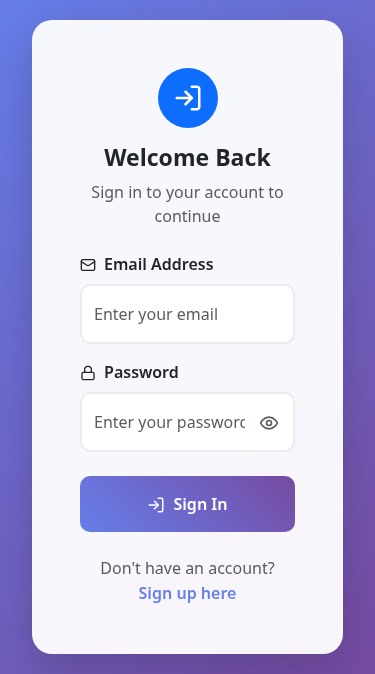 Welcome Back
Sign in to your account to
continue
Email Address
Enter your email
Password
Enter your password
Sign In
Don't have an account?
Sign up here